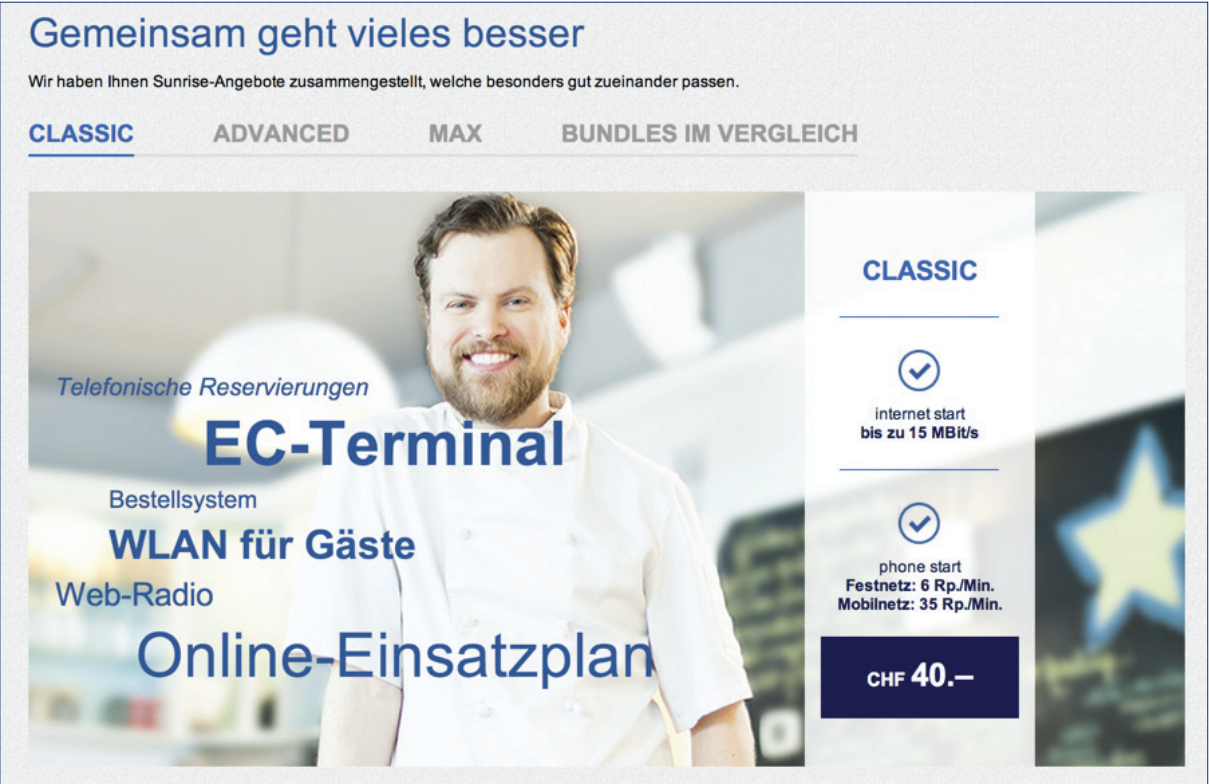 Gemeinsam geht vieles besser
Wir haben Ihnen Sunrise-Angebote zusammengestellt, welche besonders gut zueinander passen.
CLASSIC ADVANCED MAX BUNDLES IM VERGLEICH
Telefonische Reservierungen
EC-Terminal
Bestellsystem
WLAN für Gäste
Web-Radio
Online-Einsatzplan
CLASSIC
internet start
bis zu 15 MBit/s
phone start
Festnetz: 6 Rp./Min.
Mobilnetz: 35 Rp./Min.
CHF 40.–